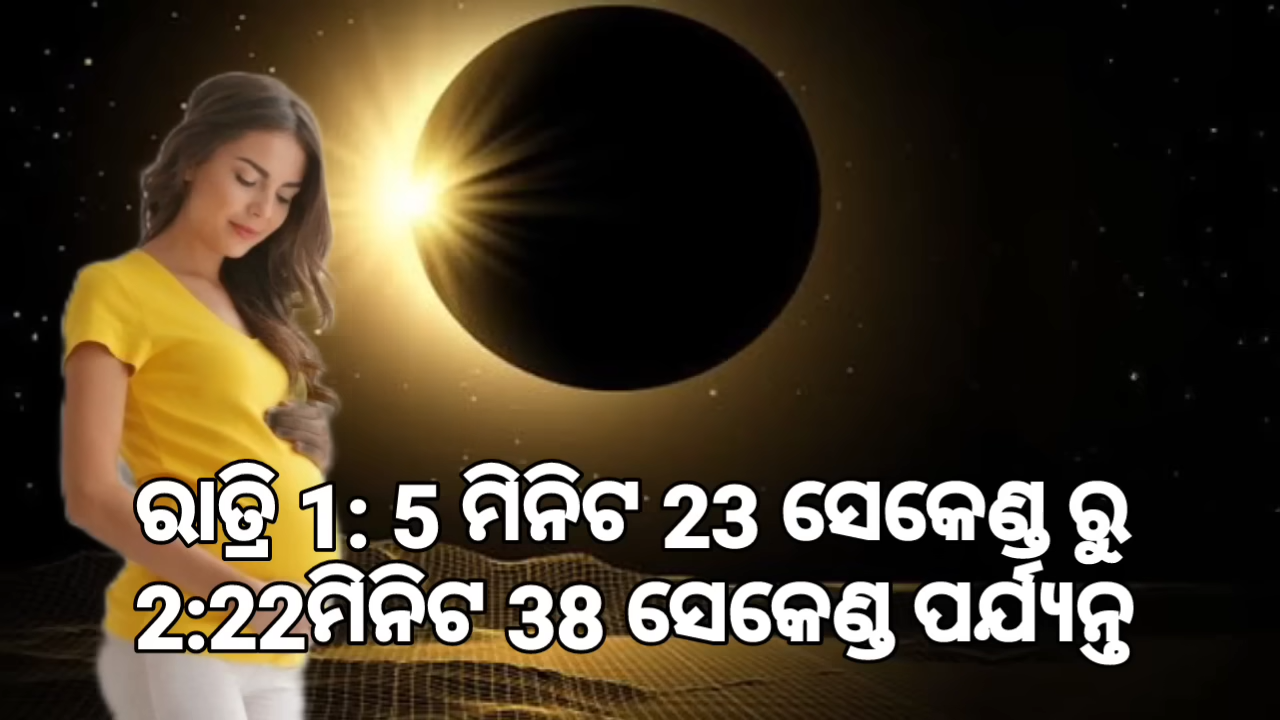 ରାତ୍ରି 1: 5 ମିନିଟ 23 ସେକେଣ୍ଡ ରୁ
2:22ମିନିଟ 38 ସେକେଣ୍ଡ ପର୍ଯ୍ୟନ୍ତ